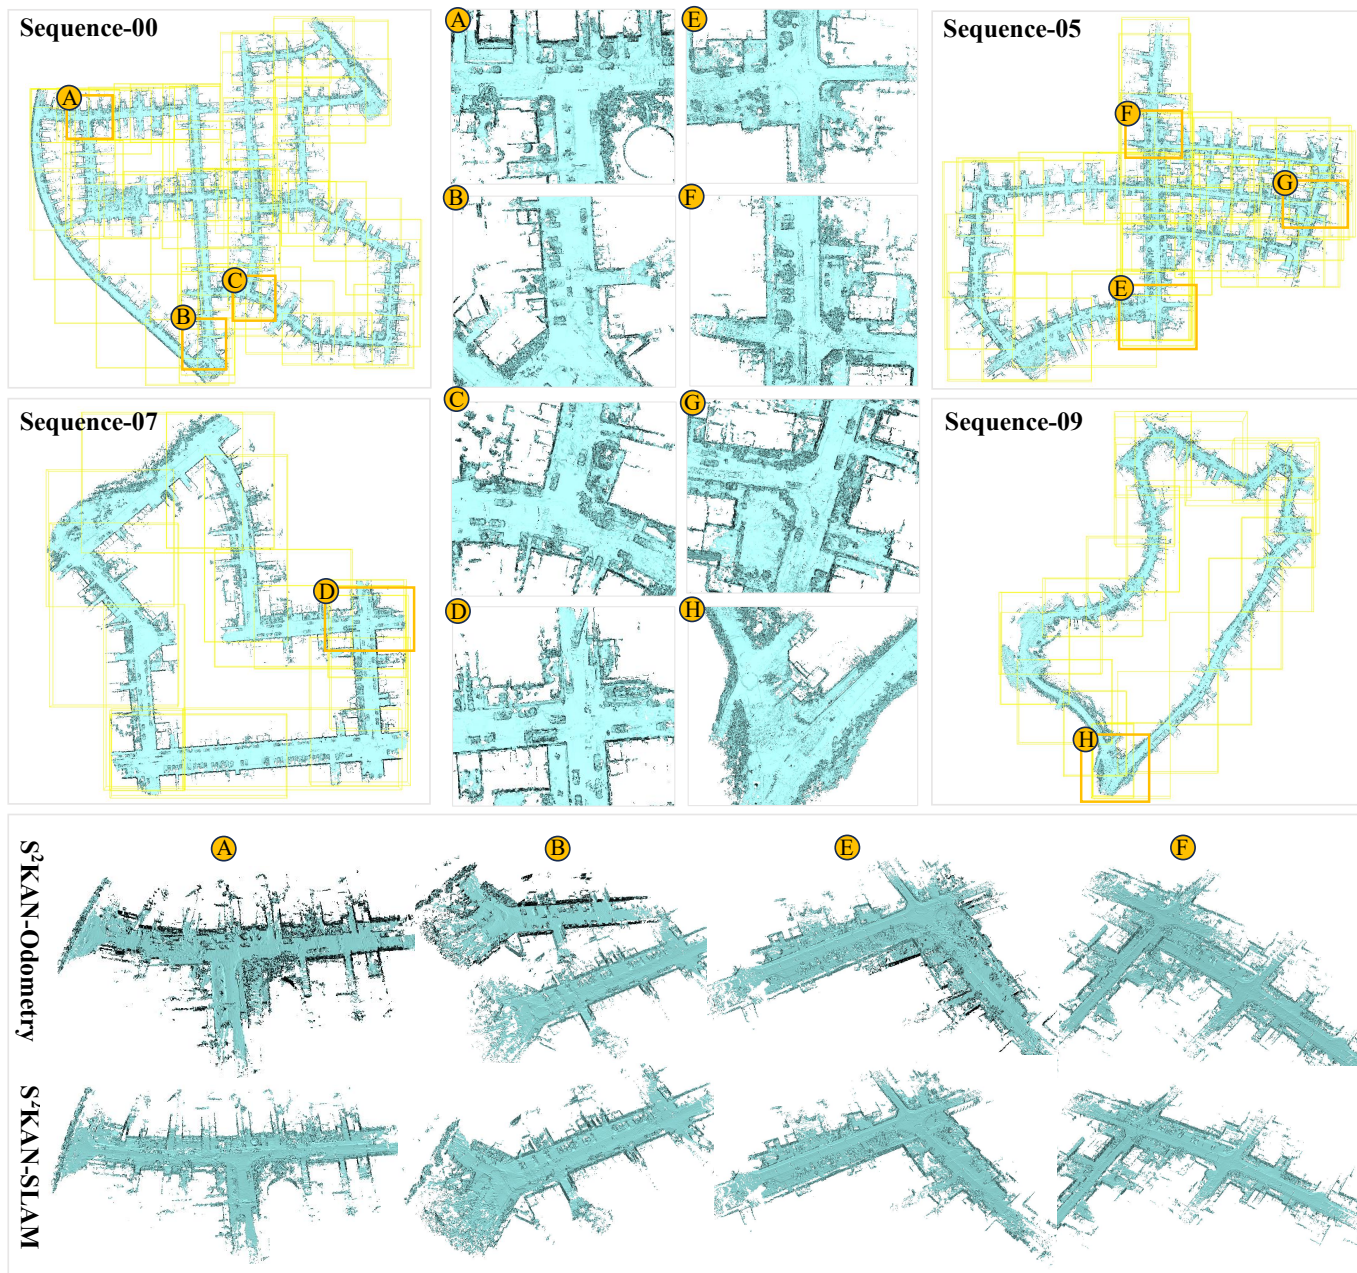 Sequence-00
A
B
C
A
E
B
F
C
G
D
H
Sequence-05
F
G
E
Sequence-07
D
Sequence-09
H
A
B
E
F
S²KAN-Odometry
S²KAN-SLAM